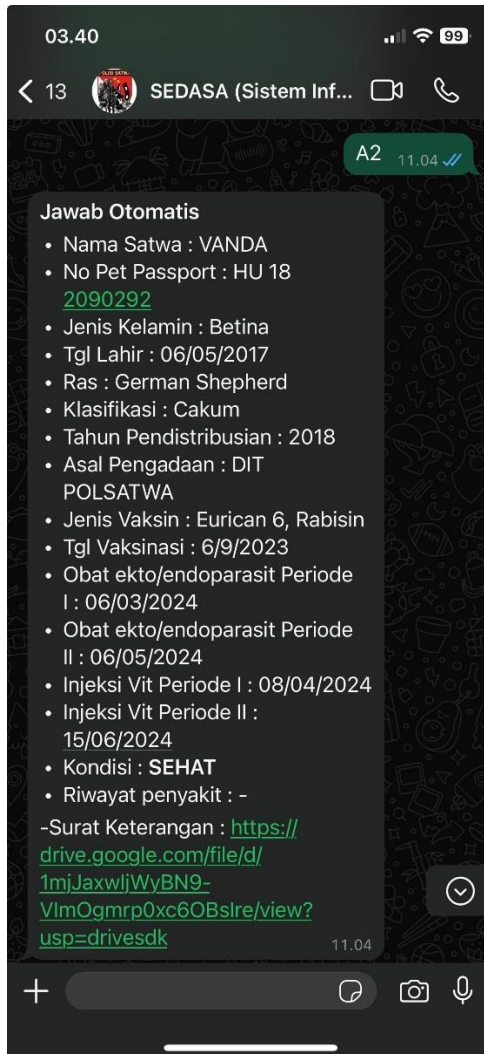 03.40
99
13
SEDASA (Sistem Inf...
A2 11.04
Jawab Otomatis
• Nama Satwa : VANDA
• No Pet Passport : HU 18
2090292
• Jenis Kelamin : Betina
• Tgl Lahir : 06/05/2017
• Ras : German Shepherd
• Klasifikasi : Cakum
• Tahun Pendistribusian : 2018
• Asal Pengadaan : DIT
POLSATWA
• Jenis Vaksin : Eurican 6, Rabisin
• Tgl Vaksinasi : 6/9/2023
• Obat ekto/endoparasit Periode
I : 06/03/2024
• Obat ekto/endoparasit Periode
II : 06/05/2024
• Injeksi Vit Periode I : 08/04/2024
• Injeksi Vit Periode II :
15/06/2024
• Kondisi : SEHAT
• Riwayat penyakit : -
-Surat Keterangan : https://
drive.google.com/file/d/
1mjJaxwIjWyBN9-
VImOgmrp0xc6OBslre/view?
usp=drivesdk
11.04